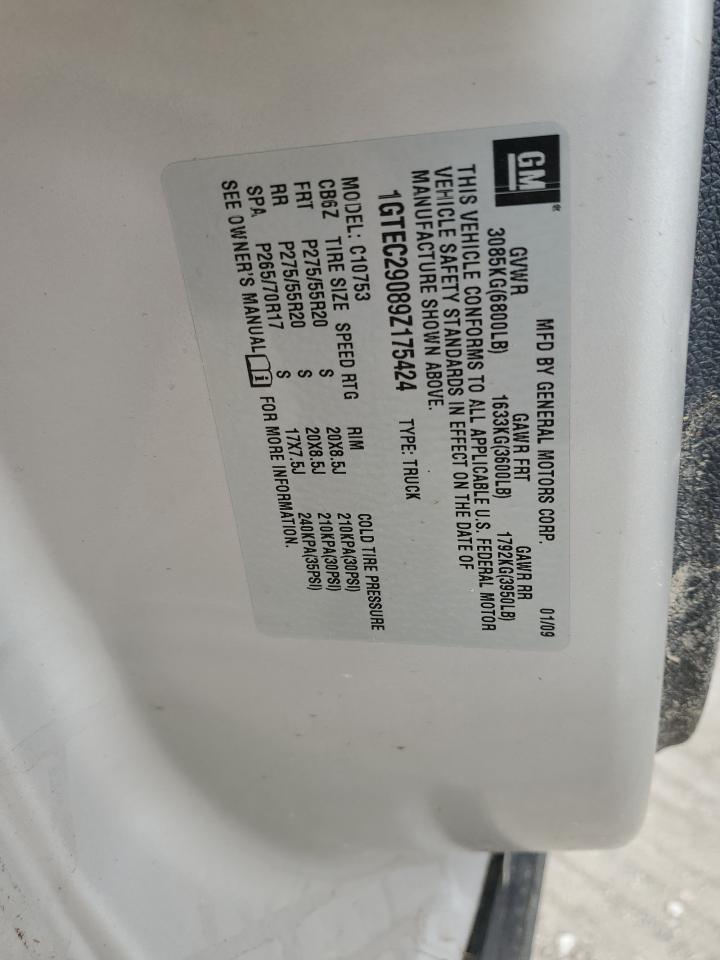 GM
MFD BY GENERAL MOTORS CORP. 01/09
GVWR GAWR FRT GAWR RR
3085KG(6800LB) 1633KG(3600LB) 1792KG(3950LB)
THIS VEHICLE CONFORMS TO ALL APPLICABLE U.S. FEDERAL MOTOR
VEHICLE SAFETY STANDARDS IN EFFECT ON THE DATE OF
MANUFACTURE SHOWN ABOVE.
1GTEC29089Z175424 TYPE: TRUCK
MODEL: C10753
CB6Z TIRE SIZE SPEED RTG RIM COLD TIRE PRESSURE
FRT P275/55R20 S 20X8.5J 210KPA(30PSI)
RR P275/55R20 S 20X8.5J 210KPA(30PSI)
SPA P265/70R17 17X7.5J 240KPA(35PSI)
SEE OWNER'S MANUAL i FOR MORE INFORMATION.